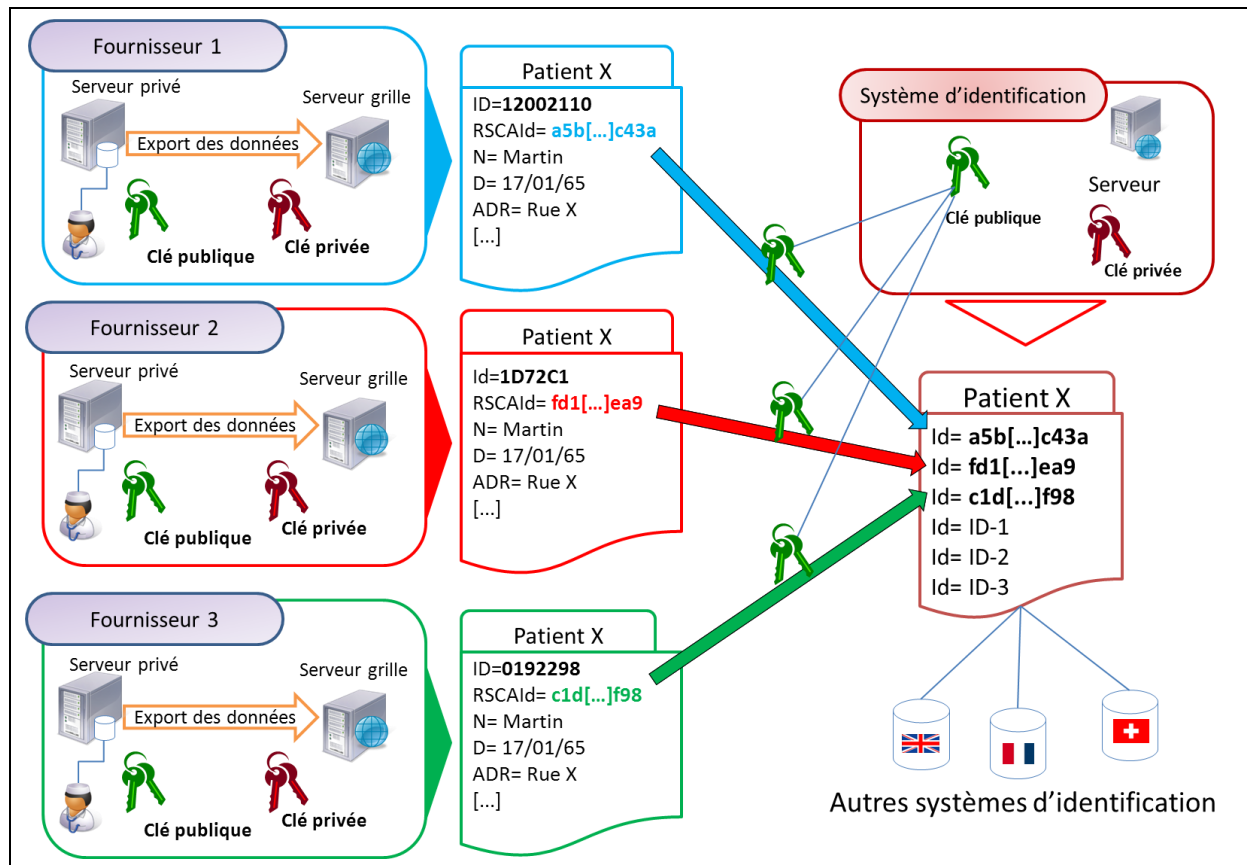 Fournisseur 1
Serveur privé
Serveur grille
Export des données
Clé publique
Clé privée
Patient X
ID=12002110
RSCAId= a5b[...]c43a
N= Martin
D= 17/01/65
ADR= Rue X
[...]
Système d'identification
Clé publique
Serveur
Clé privée
Fournisseur 2
Serveur privé
Serveur grille
Export des données
Clé publique
Clé privée
Patient X
Id=1D72C1
RSCAId= fd1[...]ea9
N= Martin
D= 17/01/65
ADR= Rue X
[...]
Patient X
Id= a5b[...]c43a
Id= fd1[...]ea9
Id= c1d[...]f98
Id= ID-1
Id= ID-2
Id= ID-3
Fournisseur 3
Serveur privé
Serveur grille
Export des données
Clé publique
Clé privée
Patient X
ID=0192298
RSCAId= c1d[...]f98
N= Martin
D= 17/01/65
ADR= Rue X
[...]
Autres systèmes d'identification